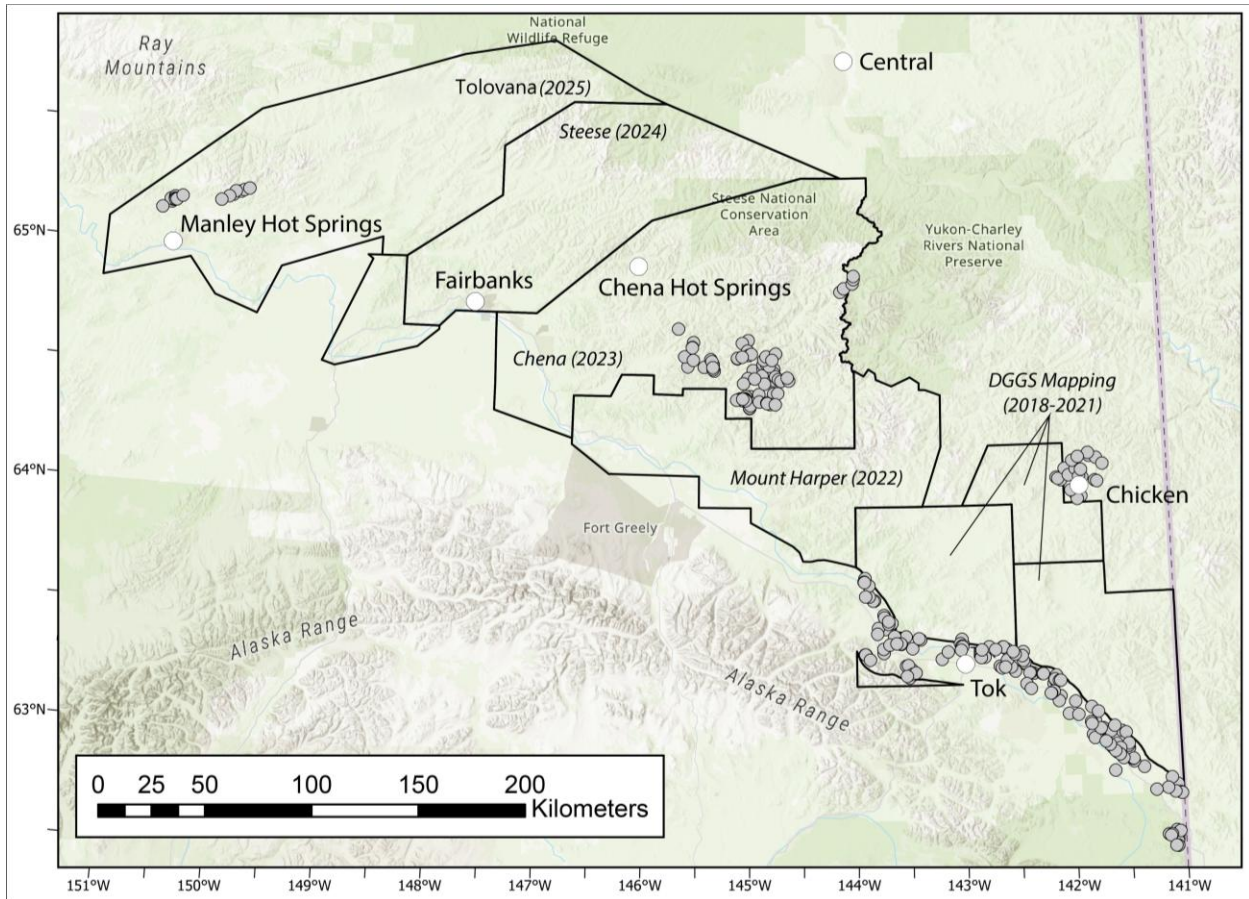 National
Wildlife Refuge
Ray
Mountains
Central
Tolovana (2025)
Steese (2024)
Steese National
Conservation
Area
Manley Hot Springs
65°N
Yukon-Charley
Rivers National
Preserve
Fairbanks
Chena Hot Springs
Chena (2023)
DGGS Mapping
(2018-2021)
64°N
Mount Harper (2022)
Chicken
Fort Greely
Alaska Range
Alaska Range
Tok
63°N
0 25 50 100 150 200
Kilometers
151°W 150°W 149°W 148°W 147°W 146°W 145°W 144°W 143°W 142°W 141°W